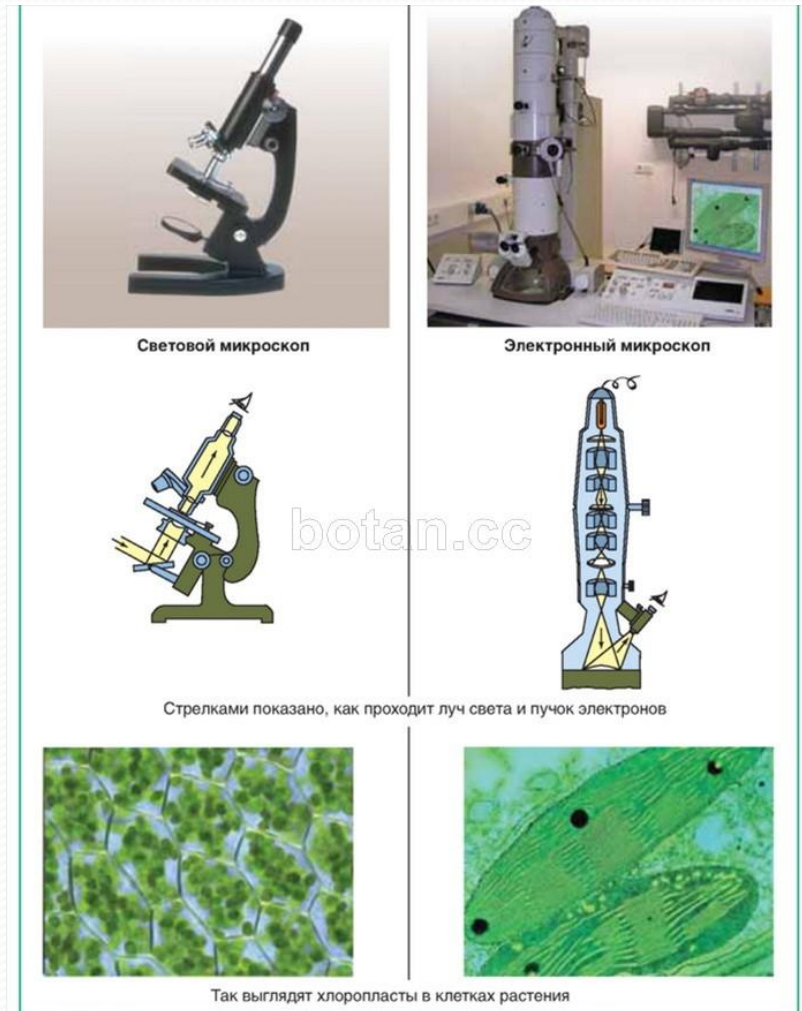 Световой микроскоп
Электронный микроскоп
botan.cc
Стрелками показано, как проходит луч света и пучок электронов
Так выглядят хлоропласты в клетках растения